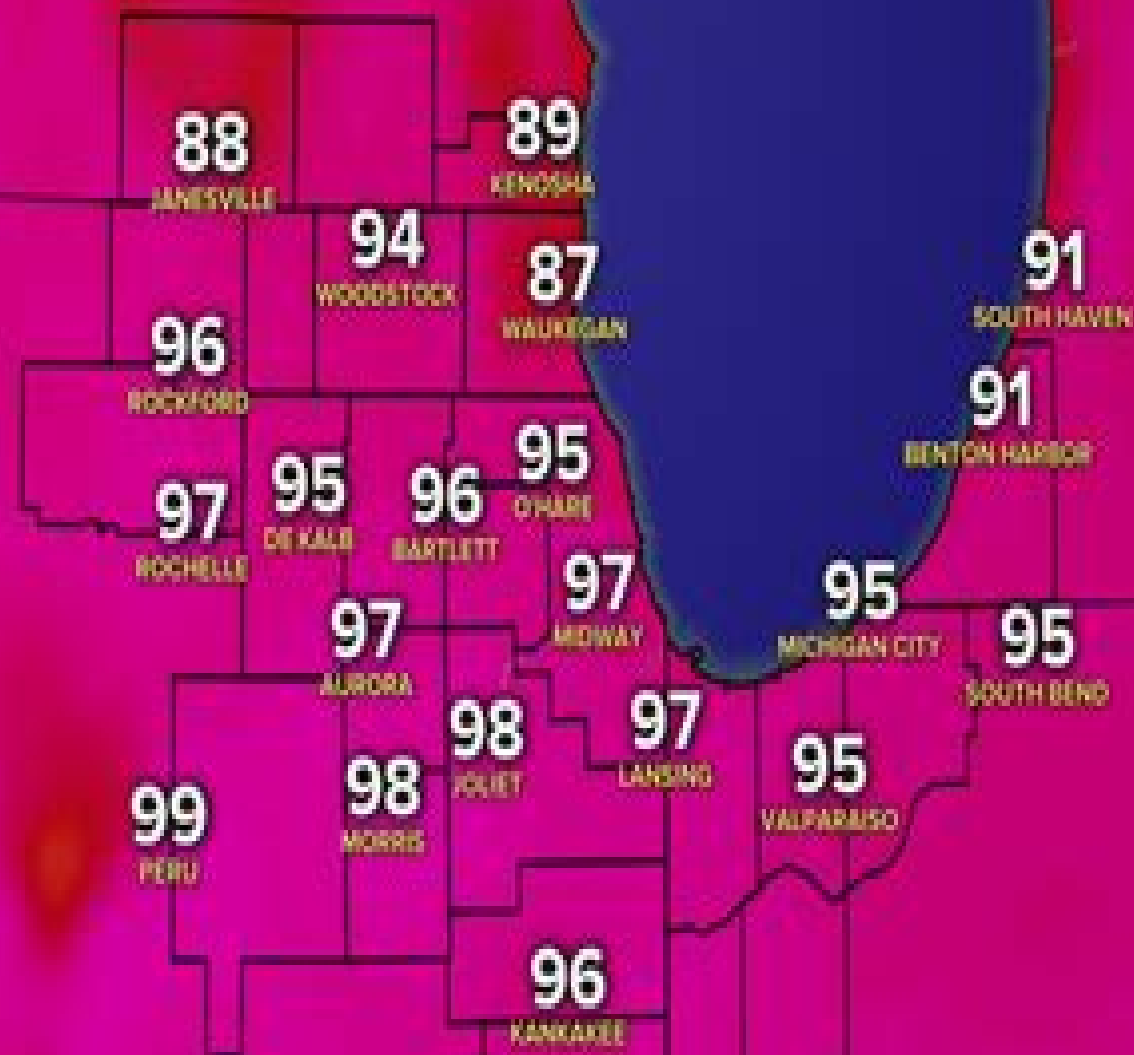 88
JANESVILLE
89
KENOSHA
94
WOODSTOCK
87
WAUKEGAN
91
SOUTH HAVEN
96
ROCKFORD
91
BENTON HARBOR
95
O'HARE
95
DE KALB
96
BARTLETT
97
ROCHELLE
97
MIDWAY
95
MICHIGAN CITY
97
AURORA
95
SOUTH BEND
98
JOLIET
97
LANSING
98
MORRIS
95
VALPARAISO
99
PERU
96
KANKAKEE